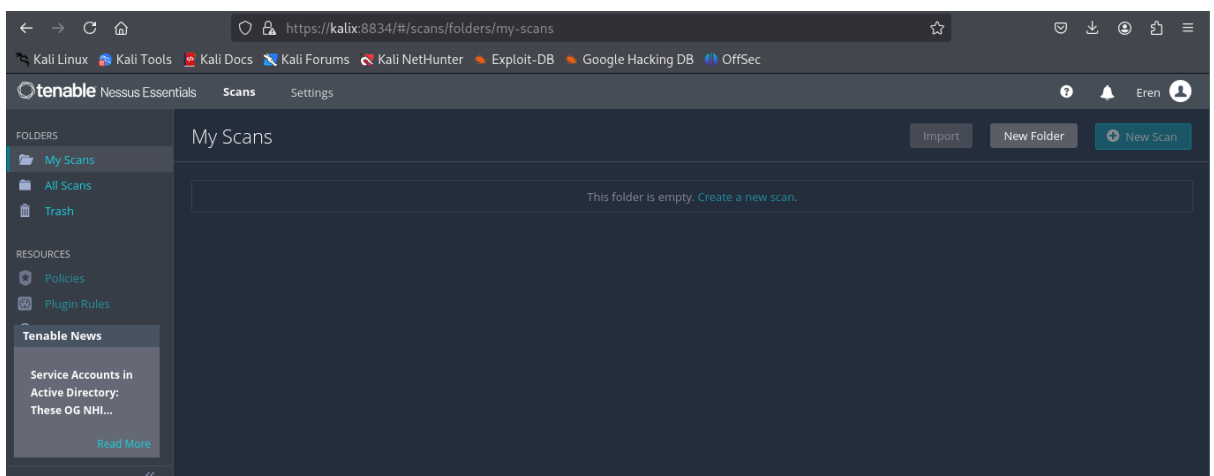 https://kalix:8834/#/scans/folders/my-scans
Kali Linux Kali Tools Kali Docs Kali Forums Kali NetHunter Exploit-DB Google Hacking DB OffSec
tenable Nessus Essentials Scans Settings Eren
FOLDERS
My Scans
All Scans
Trash
RESOURCES
Policies
Plugin Rules
Tenable News
Service Accounts in
Active Directory:
These OG NHI...
Read More
My Scans
Import New Folder New Scan
This folder is empty. Create a new scan.